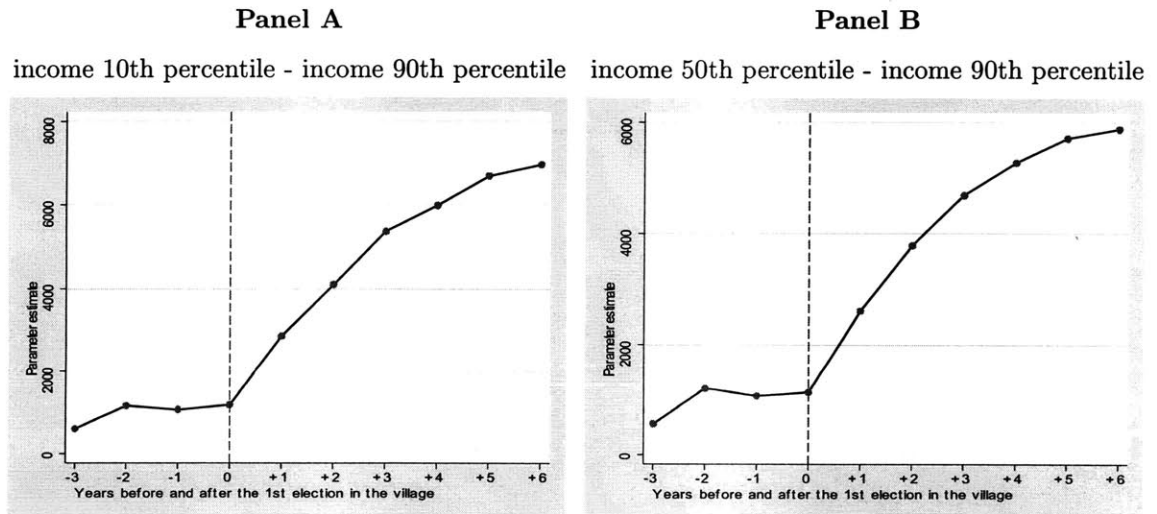 Panel A
income 10th percentile - income 90th percentile
Parameter estimate
8000
6000
4000
2000
0
-3 -2 -1 0 +1 +2 +3 +4 +5 +6
Years before and after the 1st election in the village
Panel B
income 50th percentile - income 90th percentile
Parameter estimate
6000
4000
2000
0
-3 -2 -1 0 +1 +2 +3 +4 +5 +6
Years before and after the 1st election in the village